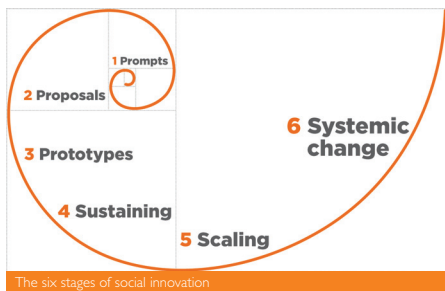 1 Prompts
2 Proposals
3 Prototypes
4 Sustaining
5 Scaling
6 Systemic
change
The six stages of social innovation